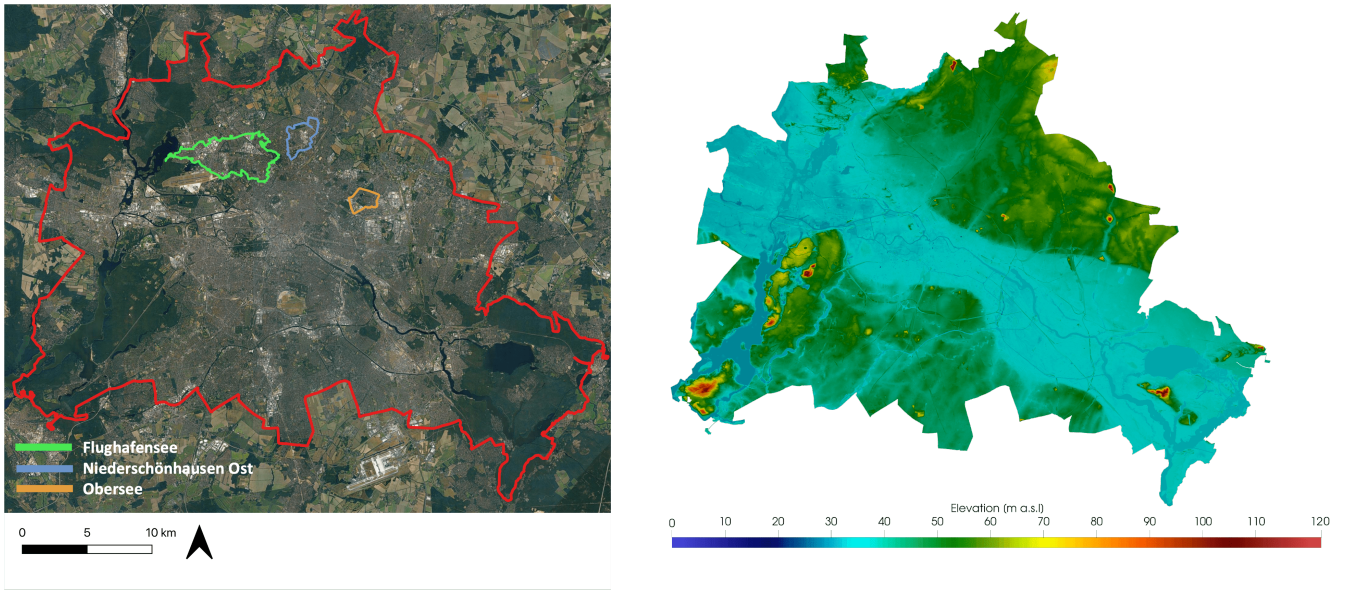 Flughafensee
Niederschönhausen Ost
Obersee
0 5 10 km
Elevation (m a.s.l)
0 10 20 30 40 50 60 70 80 90 100 110 120